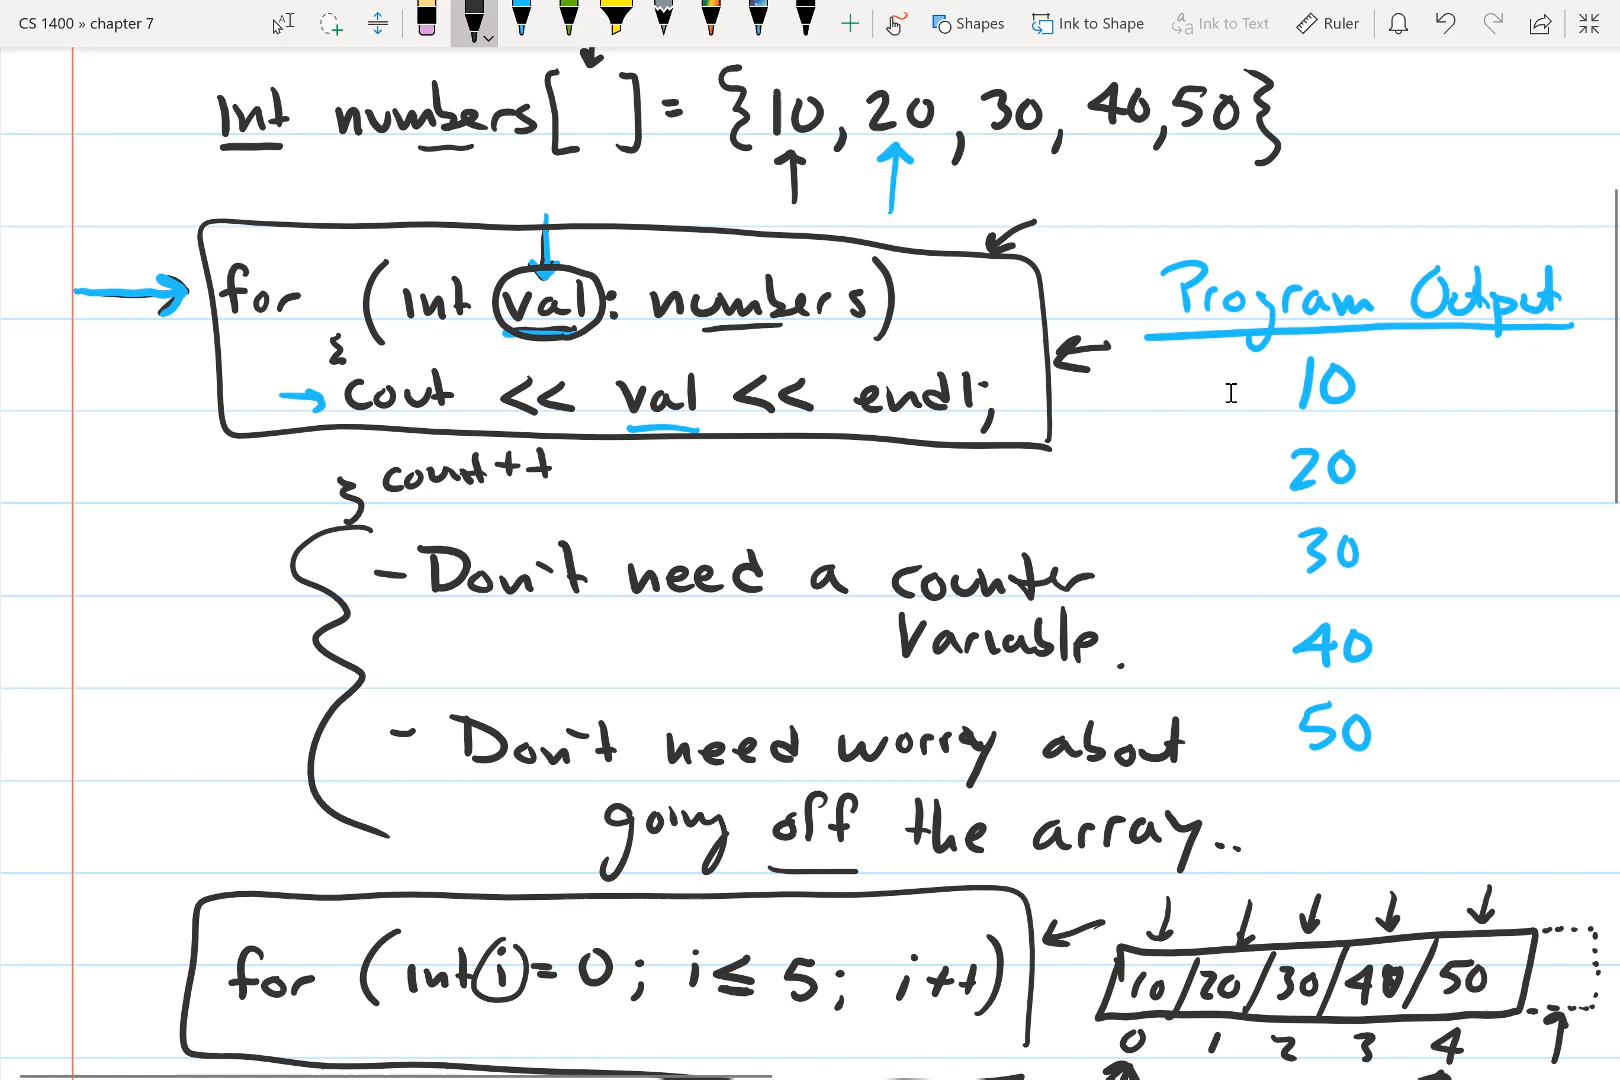 CS 1400 » chapter 7
Shapes
Ink to Shape
Ink to Text
Ruler
Int numbers[ ] = {10, 20, 30, 40, 50}
for (int val: numbers)
{
cout << val << endl;
} count++
Program Output
10
20
30
40
50
- Don't need a counter
variable.
- Don't need worry about
going off the array..
for (int i = 0; i ≤ 5; i++)
10 20 30 40 50
0 1 2 3 4